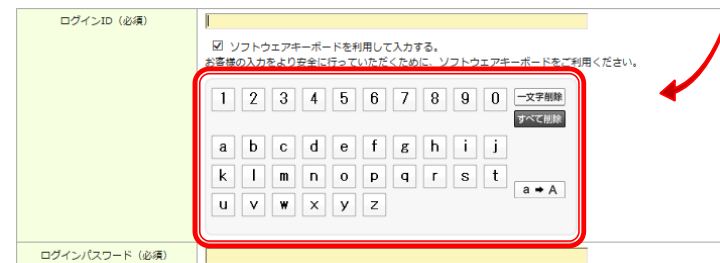 ログインID（必須）
ソフトウェアキーボードを利用して入力する。
お客様の入力をより安全に行っていただくために、ソフトウェアキーボードをご利用ください。
1 2 3 4 5 6 7 8 9 0 一文字削除
すべて削除
a b c d e f g h i j
k l m n o p q r s t
a ➡ A
u v w x y z
ログインパスワード（必須）